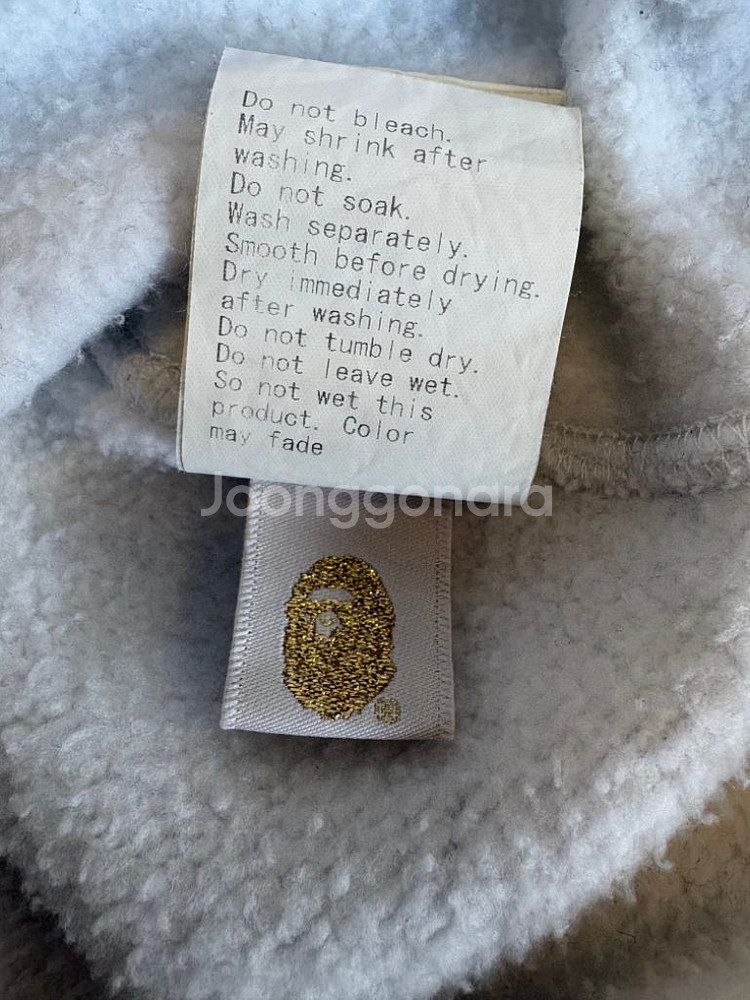 Do not bleach.
May shrink after
washing.
Do not soak.
Wash separately.
Smooth before drying.
Dry immediately
after washing.
Do not tumble dry.
Do not leave wet.
So not wet this
product. Color
may fade
Joonggonara
®